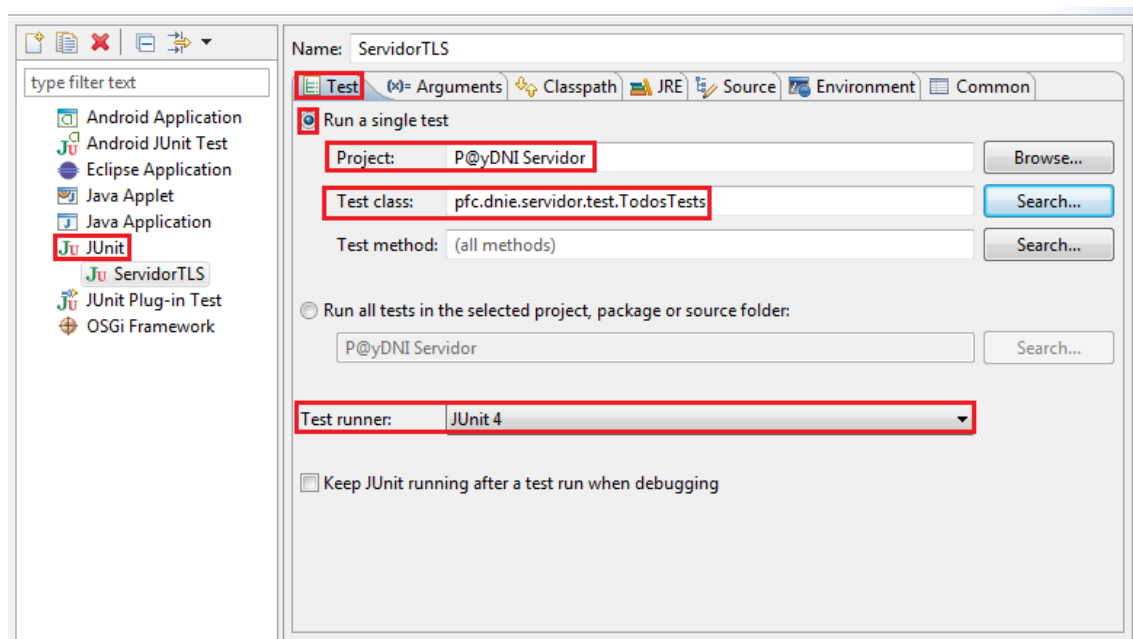 type filter text
Android Application
Android JUnit Test
Eclipse Application
Java Applet
Java Application
JUnit
ServidorTLS
JUnit Plug-in Test
OSGi Framework
Name: ServidorTLS
Test (x)= Arguments Classpath JRE Source Environment Common
Run a single test
Project: P@yDNI Servidor Browse...
Test class: pfc.dnie.servidor.test.TodosTests Search...
Test method: (all methods) Search...
Run all tests in the selected project, package or source folder:
P@yDNI Servidor Search...
Test runner: JUnit 4
Keep JUnit running after a test run when debugging